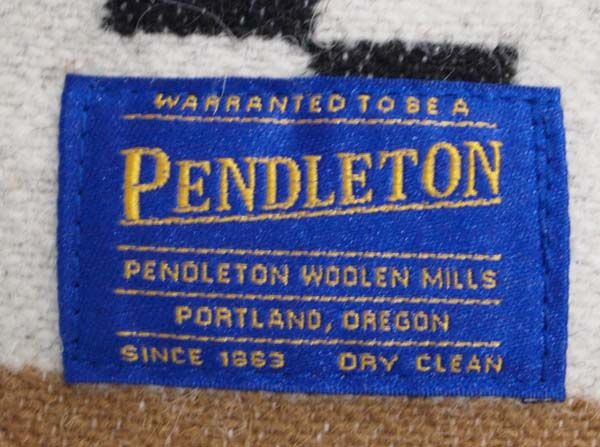 WARRANTED TO BE A
PENDLETON
PENDLETON WOOLEN MILLS
PORTLAND, OREGON
SINCE 1863 DRY CLEAN